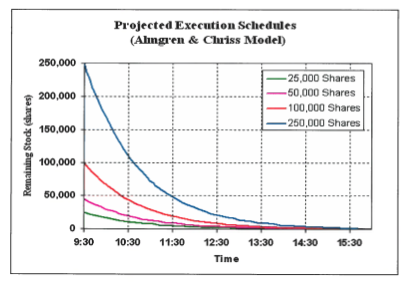 Projected Execution Schedules
(Almgren & Chriss Model)
250,000
200,000
150,000
100,000
50,000
0
Remaining Stock (shares)
25,000 Shares
50,000 Shares
100,000 Shares
250,000 Shares
9:30 10:30 11:30 12:30 13:30 14:30 15:30
Time